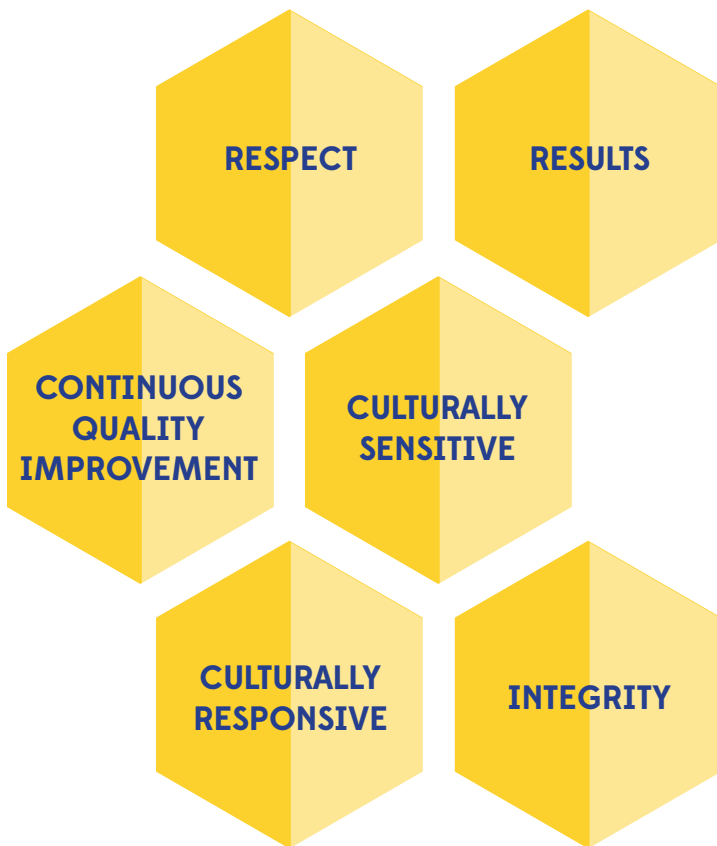 RESPECT
RESULTS
CONTINUOUS
QUALITY
IMPROVEMENT
CULTURALLY
SENSITIVE
CULTURALLY
RESPONSIVE
INTEGRITY